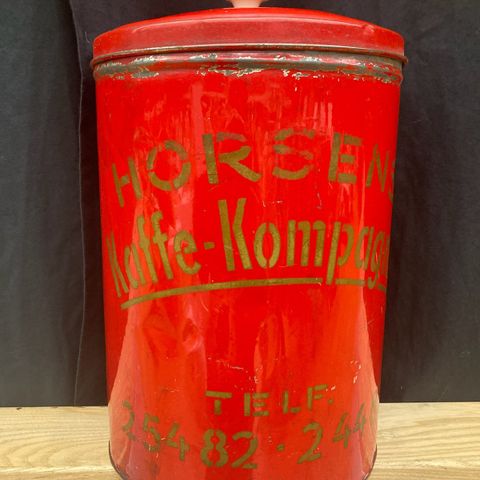 HORSENS
Kaffe-Kompag
TELF.
25482·244